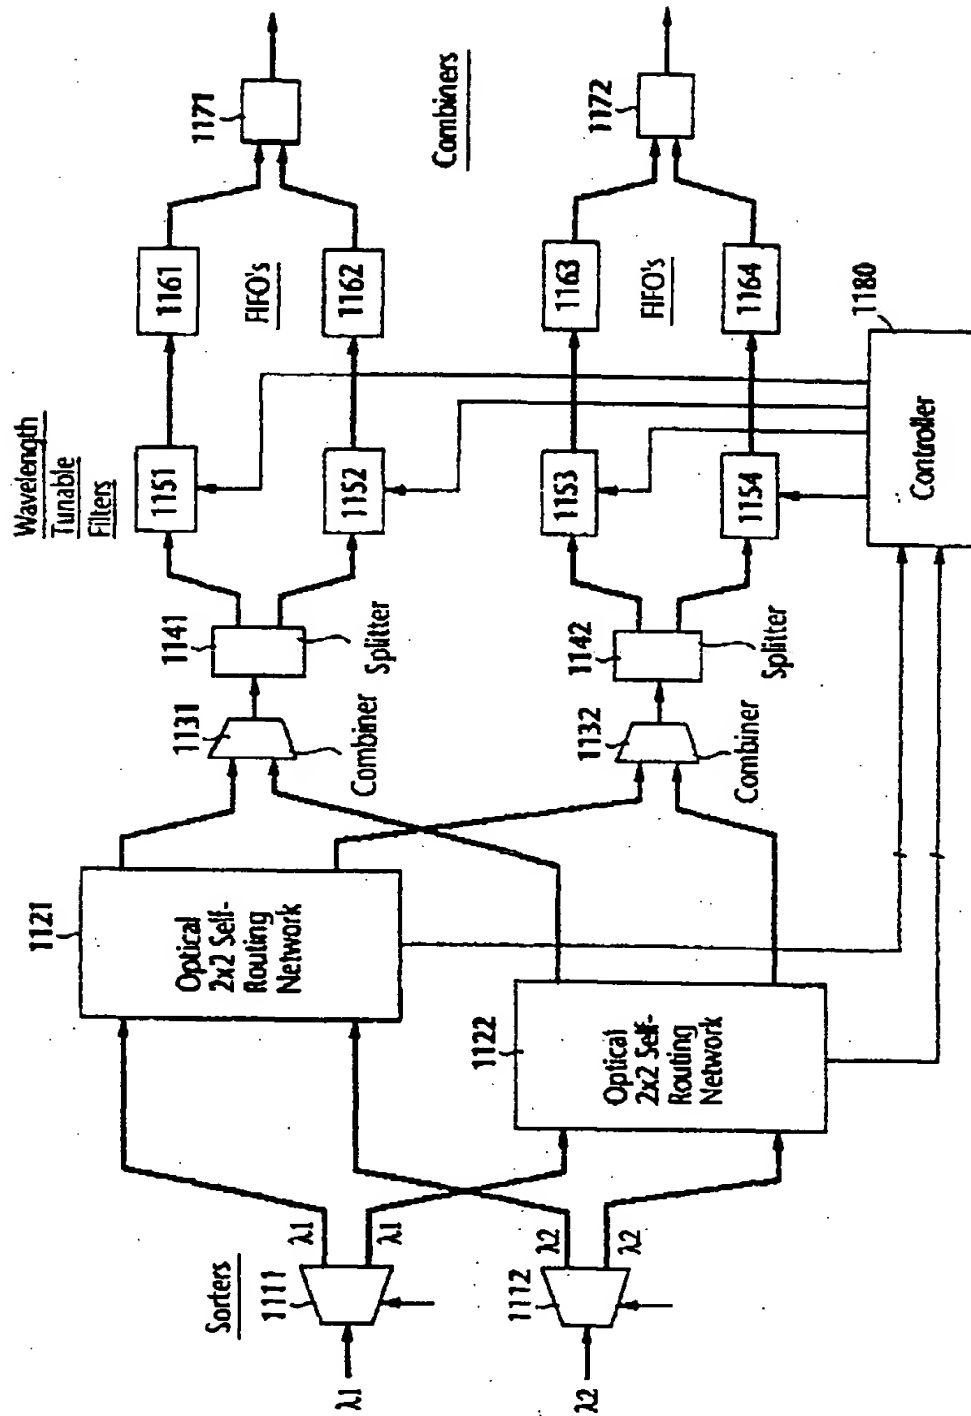 Sorters
λ1
1111
λ1
λ1
λ2
1112
λ2
λ2
1121
Optical
2x2 Self-
Routing
Network
1122
Optical
2x2 Self-
Routing
Network
1131
Combiner
1132
Combiner
1141
Splitter
1142
Splitter
Wavelength
Tunable
Filters
1151
1152
1153
1154
1161
FIFO's
1162
1163
FIFO's
1164
1171
Combiners
1172
1180
Controller